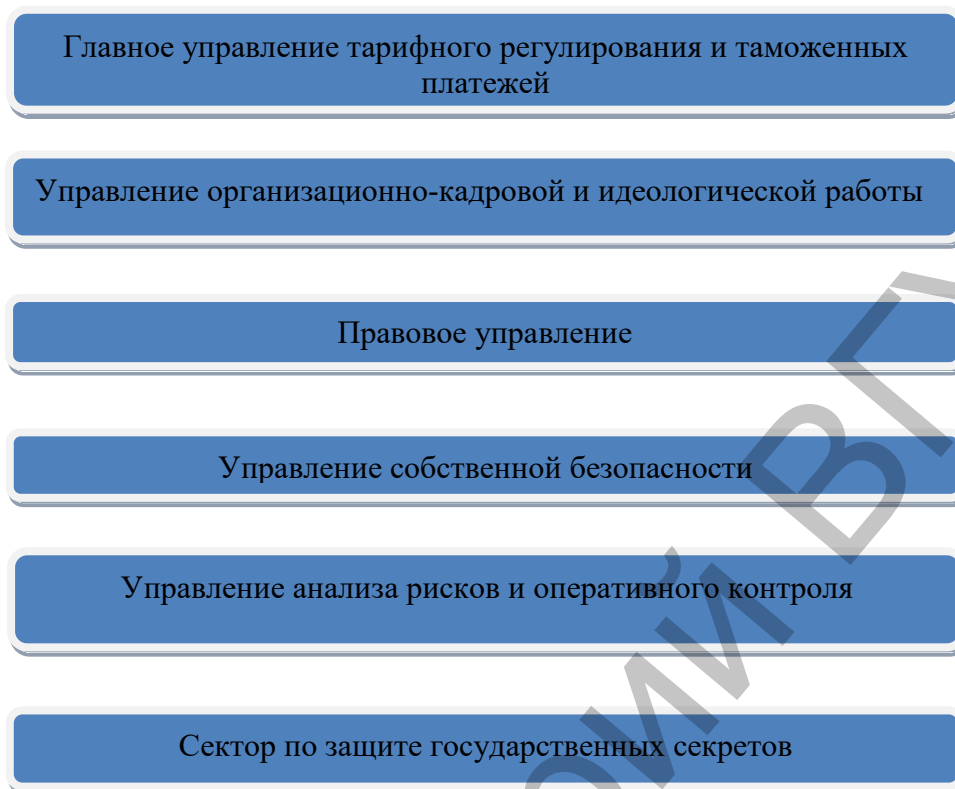 Главное управление тарифного регулирования и таможенных
платежей
Управление организационно-кадровой и идеологической работы
Правовое управление
Управление собственной безопасности
Управление анализа рисков и оперативного контроля
Сектор по защите государственных секретов